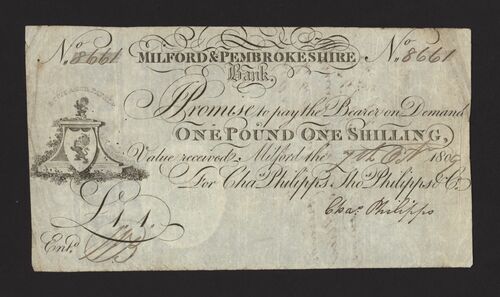 No. 8661 MILFORD & PEMBROKESHIRE No. 8661
Bank,
Promise to pay the Bearer on Demand
ONE POUND ONE SHILLING,
Value received, Milford the 7th Oct. 1809
For Chas. Philipps, Thos. Philipps & Co.
£1,,1,,
Chas. Philipps
Entd.